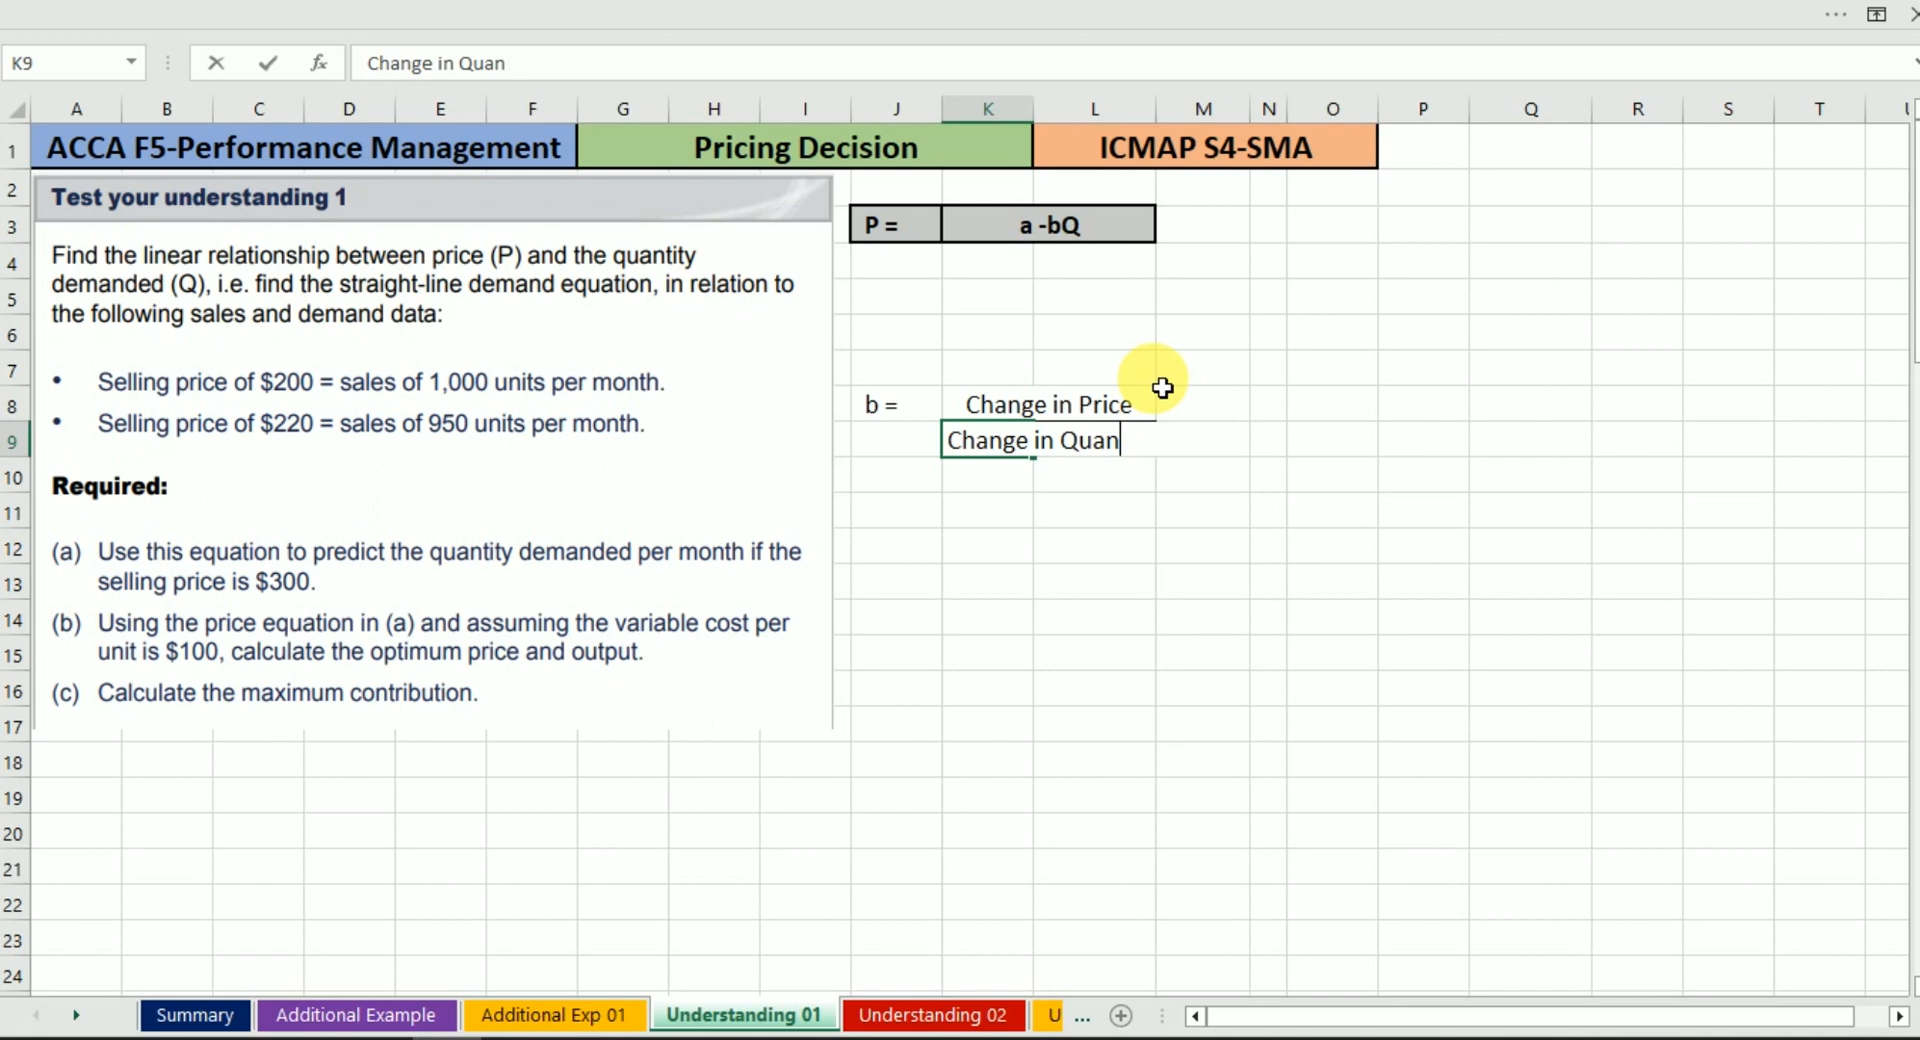 K9
fx
Change in Quan
A B C D E F G H I J K L M N O P Q R S T
1 ACCA F5-Performance Management Pricing Decision ICMAP S4-SMA
2
Test your understanding 1
3
P = a -bQ
Find the linear relationship between price (P) and the quantity
4
demanded (Q), i.e. find the straight-line demand equation, in relation to
5
the following sales and demand data:
6
7
• Selling price of $200 = sales of 1,000 units per month.
8
b = Change in Price
• Selling price of $220 = sales of 950 units per month.
9
Change in Quan
10
Required:
11
12
(a) Use this equation to predict the quantity demanded per month if the
13
selling price is $300.
14
(b) Using the price equation in (a) and assuming the variable cost per
15
unit is $100, calculate the optimum price and output.
16
(c) Calculate the maximum contribution.
17
18
19
20
21
22
23
24
Summary Additional Example Additional Exp 01 Understanding 01 Understanding 02 U ...